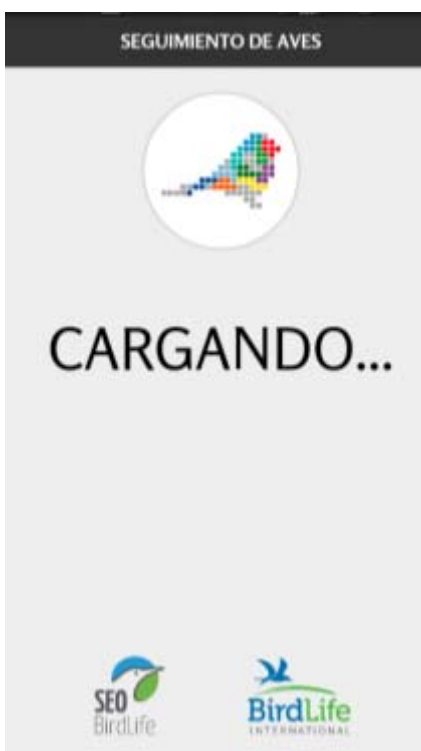 SEGUIMIENTO DE AVES
CARGANDO...
SEO
BirdLife
BirdLife
INTERNATIONAL